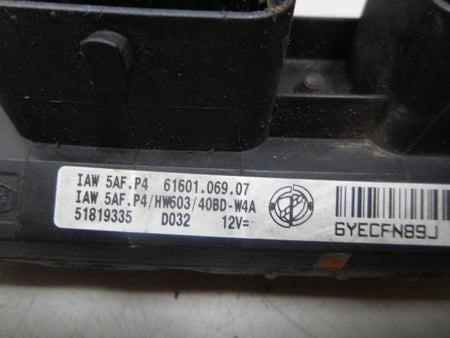 IAW 5AF.P4 61601.069.07
IAW 5AF.P4/HW603/40BD-W4A
51819335 D032 12V=
6YECFN89J